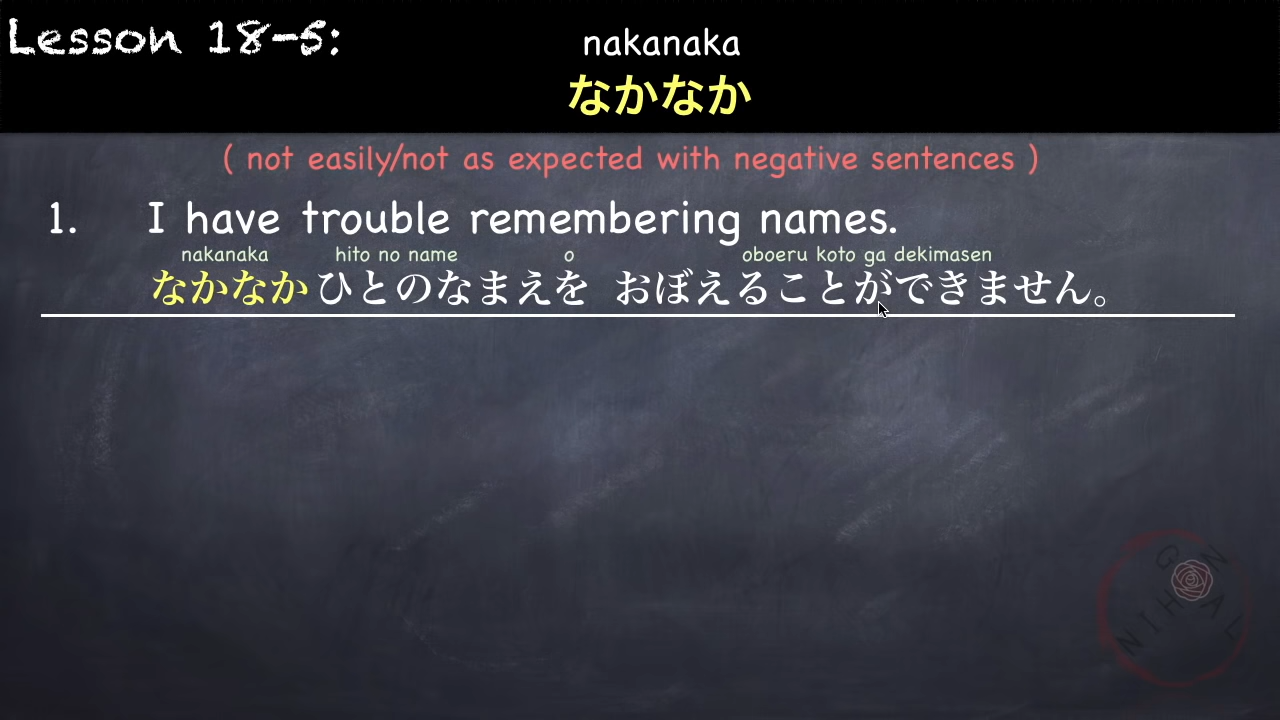 Lesson 18-5:
nakanaka
なかなか
( not easily/not as expected with negative sentences )
1. I have trouble remembering names.
nakanaka hito no name o oboeru koto ga dekimasen
なかなかひとのなまえを おぼえることができません。
NIHONGAL